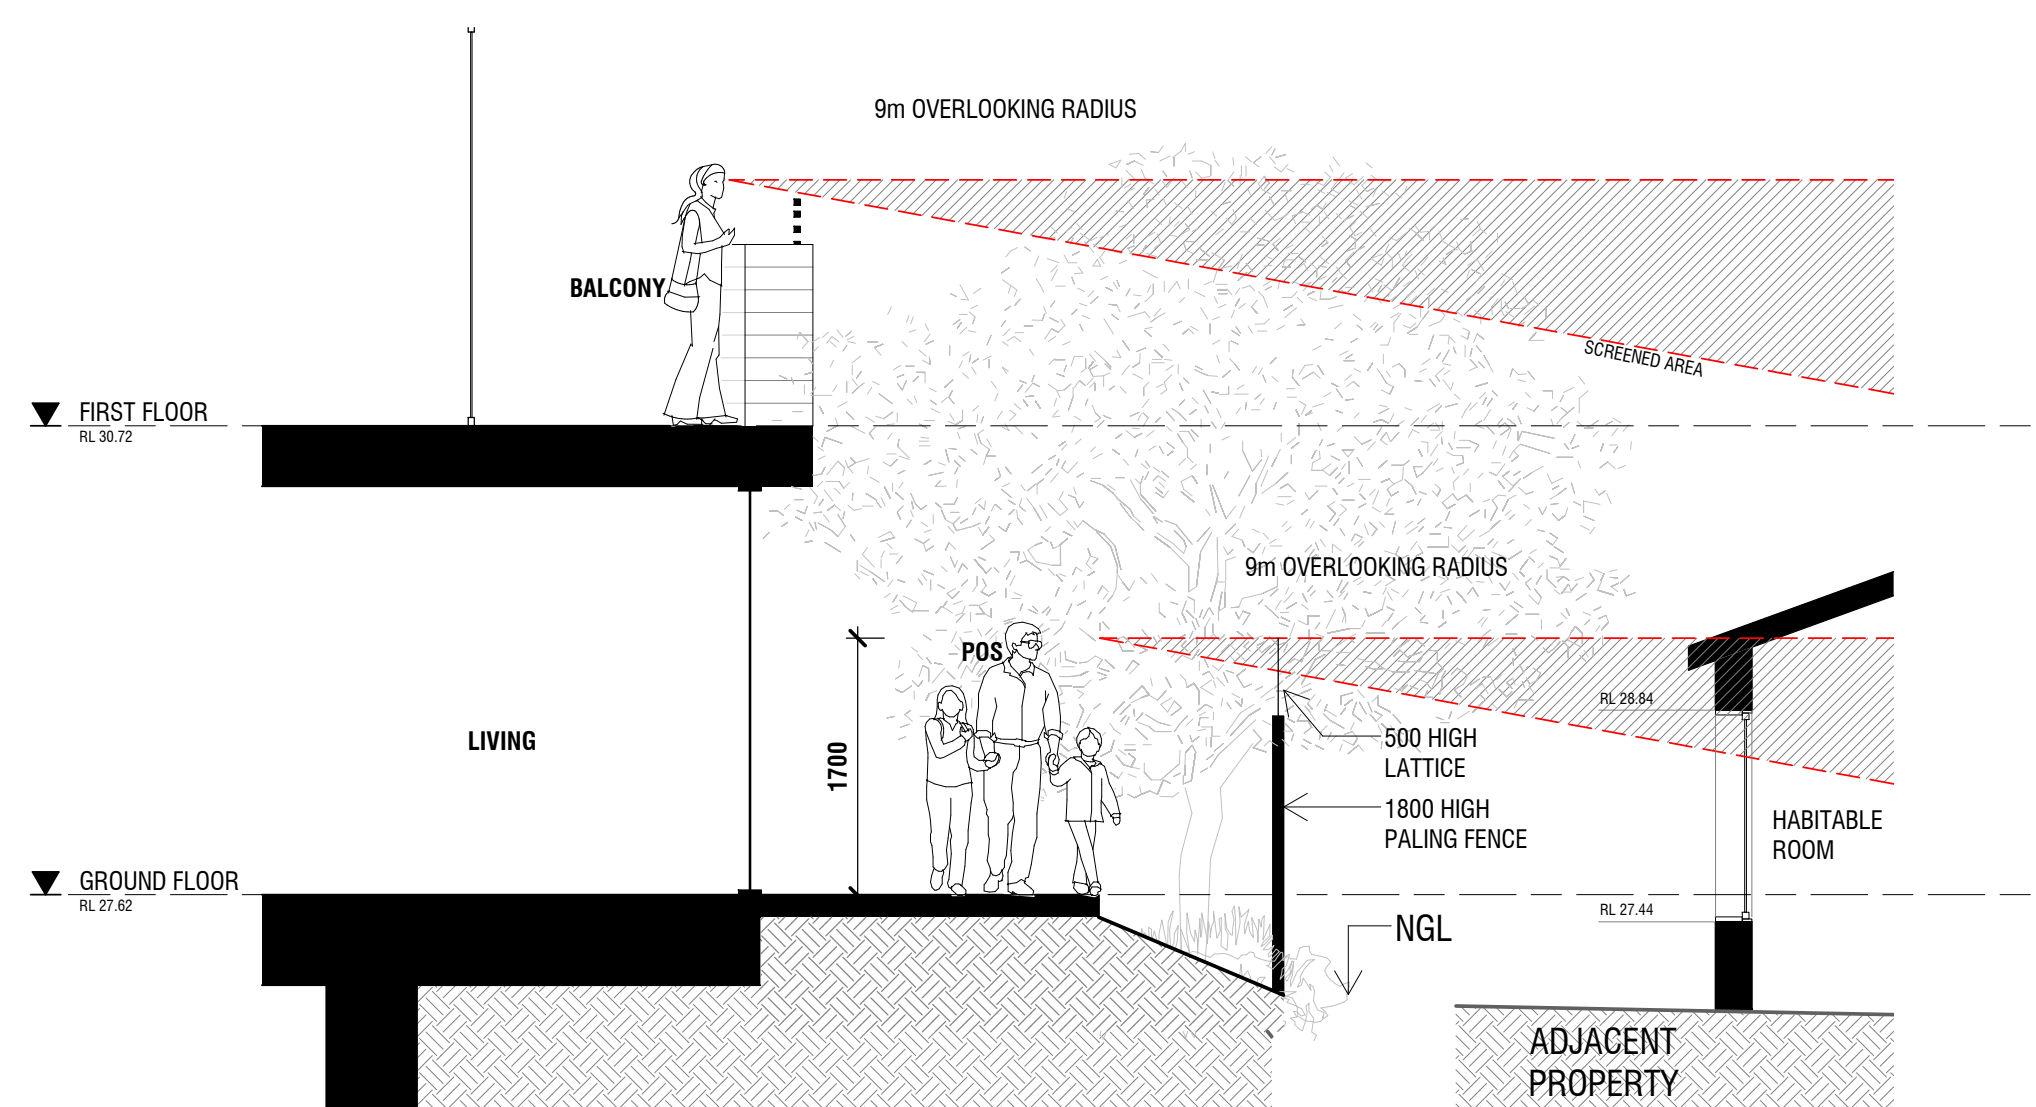 9m OVERLOOKING RADIUS
BALCONY
SCREENED AREA
FIRST FLOOR
RL 30.72
9m OVERLOOKING RADIUS
POS
RL 28.84
LIVING
1700
500 HIGH
LATTICE
1800 HIGH
PALING FENCE
HABITABLE
ROOM
GROUND FLOOR
RL 27.62
RL 27.44
NGL
ADJACENT
PROPERTY